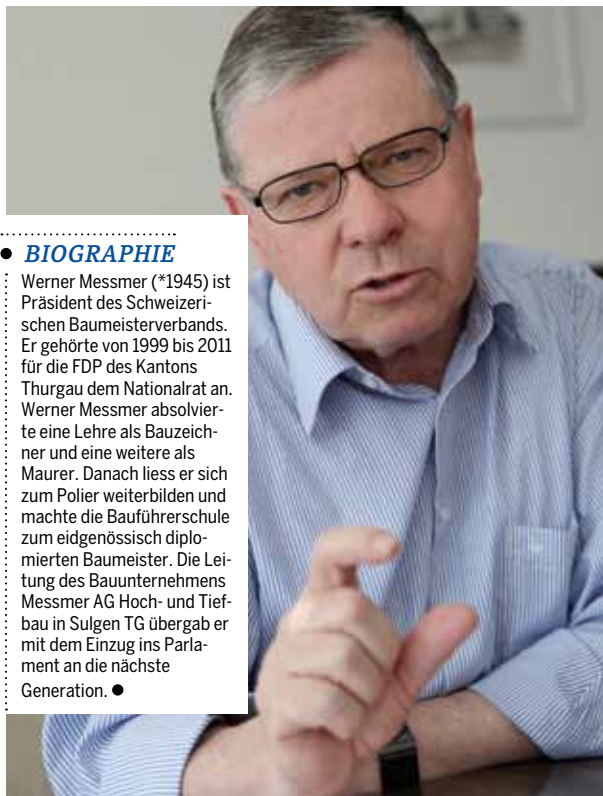 BIOGRAPHIE
Werner Messmer (*1945) ist
Präsident des Schweizeri-
schen Baumeisterverbands.
Er gehörte von 1999 bis 2011
für die FDP des Kantons
Thurgau dem Nationalrat an.
Werner Messmer absolvier-
te eine Lehre als Bauzeich-
ner und eine weitere als
Maurer. Danach liess er sich
zum Polier weiterbilden und
machte die Bauführerschule
zum eidgenössisch diplo-
mierten Baumeister. Die Lei-
tung des Bauunternehmens
Messmer AG Hoch- und Tief-
bau in Sulgen TG übergab er
mit dem Einzug ins Parla-
ment an die nächste
Generation.